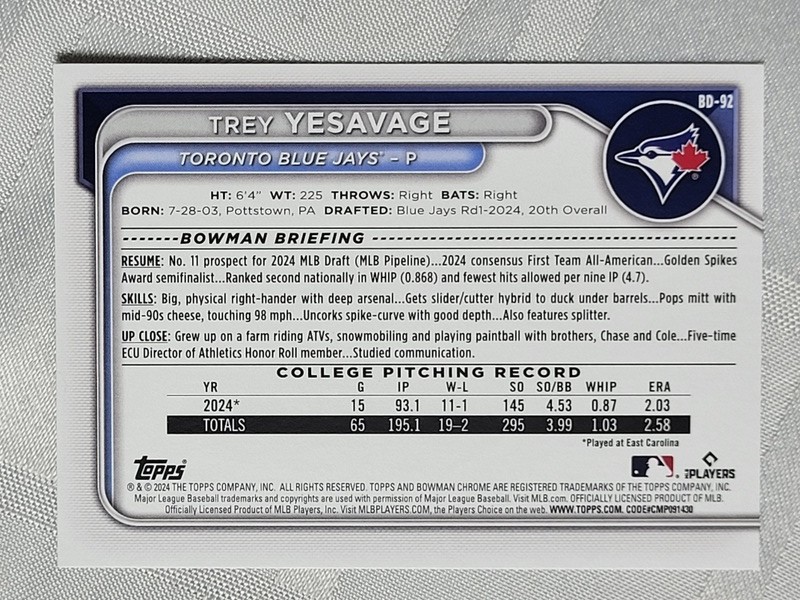 BD-92
TREY YESAVAGE
TORONTO BLUE JAYS™ – P
HT: 6'4" WT: 225 THROWS: Right BATS: Right
BORN: 7-28-03, Pottstown, PA DRAFTED: Blue Jays Rd1-2024, 20th Overall
BOWMAN BRIEFING
RESUME: No. 11 prospect for 2024 MLB Draft (MLB Pipeline)...2024 consensus First Team All-American...Golden Spikes
Award semifinalist...Ranked second nationally in WHIP (0.868) and fewest hits allowed per nine IP (4.7).
SKILLS: Big, physical right-hander with deep arsenal...Gets slider/cutter hybrid to duck under barrels...Pops mitt with
mid-90s cheese, touching 98 mph...Uncorks spike-curve with good depth...Also features splitter.
UP CLOSE: Grew up on a farm riding ATVs, snowmobiling and playing paintball with brothers, Chase and Cole...Five-time
ECU Director of Athletics Honor Roll member...Studied communication.
COLLEGE PITCHING RECORD
YR G IP W-L SO SO/BB WHIP ERA
2024* 15 93.1 11-1 145 4.53 0.87 2.03
TOTALS 65 195.1 19-2 295 3.99 1.03 2.58
*Played at East Carolina
Topps®
MLB PLAYERS
® & © 2024 THE TOPPS COMPANY, INC. ALL RIGHTS RESERVED. TOPPS AND BOWMAN CHROME ARE REGISTERED TRADEMARKS OF THE TOPPS COMPANY, INC.
Major League Baseball trademarks and copyrights are used with permission of Major League Baseball. Visit MLB.com. OFFICIALLY LICENSED PRODUCT OF MLB.
Officially Licensed Product of MLB Players, Inc. Visit MLBPLAYERS.COM, the Players Choice on the web. WWW.TOPPS.COM. CODE#CMP091430